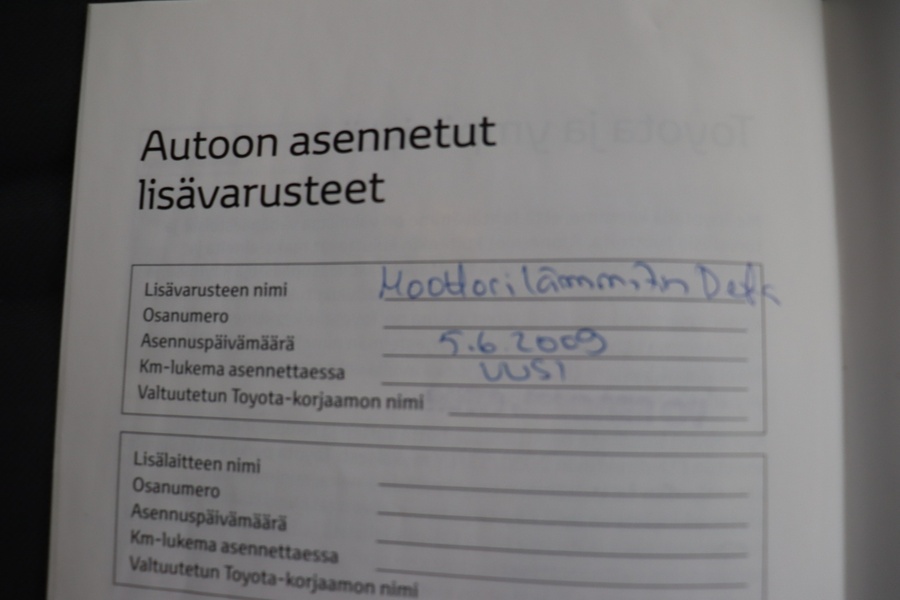 Autoon asennetut
lisävarusteet
Lisävarusteen nimi Moottorilämmitin Defa
Osanumero
Asennuspäivämäärä 5.6.2009
Km-lukema asennettaessa UUSI
Valtuutetun Toyota-korjaamon nimi
Lisälaitteen nimi
Osanumero
Asennuspäivämäärä
Km-lukema asennettaessa
Valtuutetun Toyota-korjaamon nimi